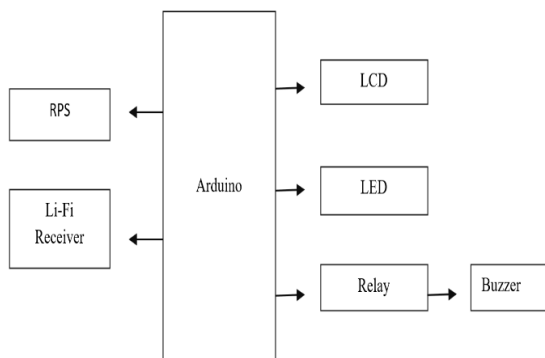 RPS
Li-Fi
Receiver
Arduino
LCD
LED
Relay
Buzzer